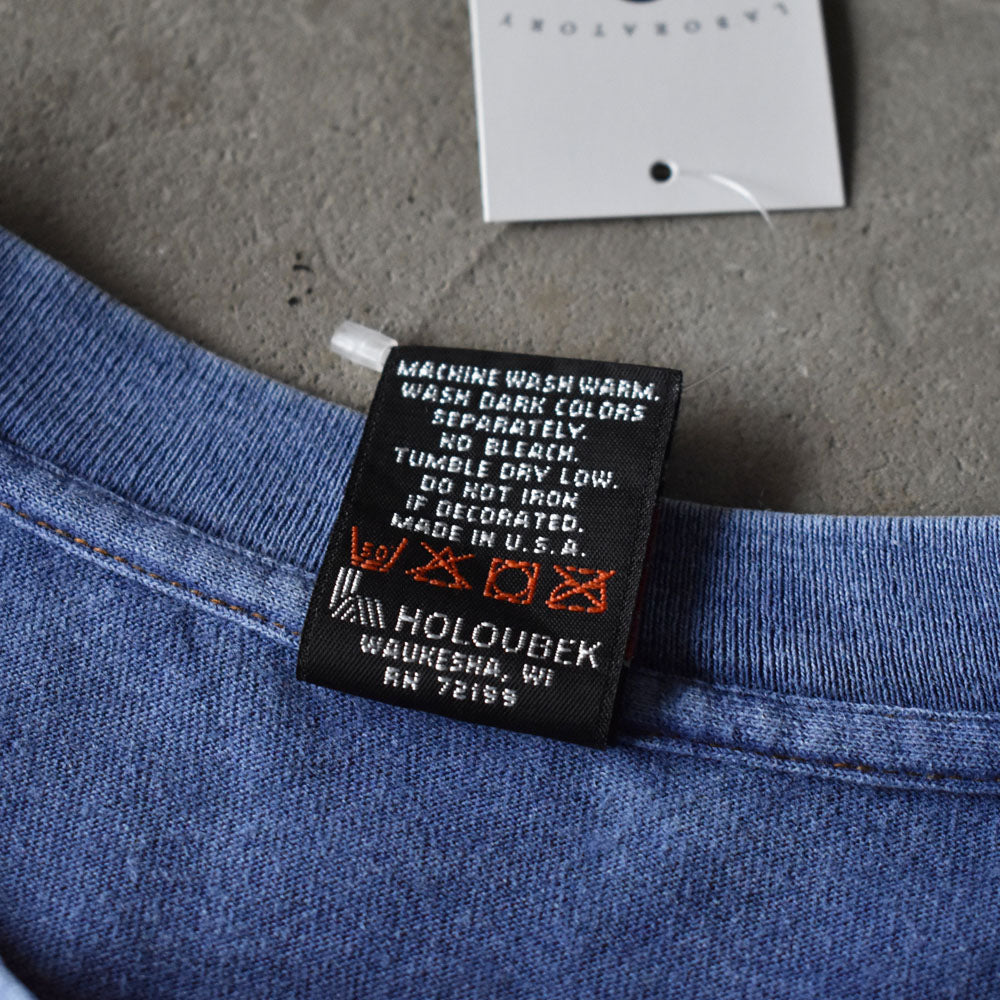 LABORATORY
MACHINE WASH WARM.
WASH DARK COLORS
SEPARATELY.
NO BLEACH.
TUMBLE DRY LOW.
DO NOT IRON
IF DECORATED.
MADE IN U.S.A.
50
HOLOUBEK
WAUKESHA, WI
RN 72199